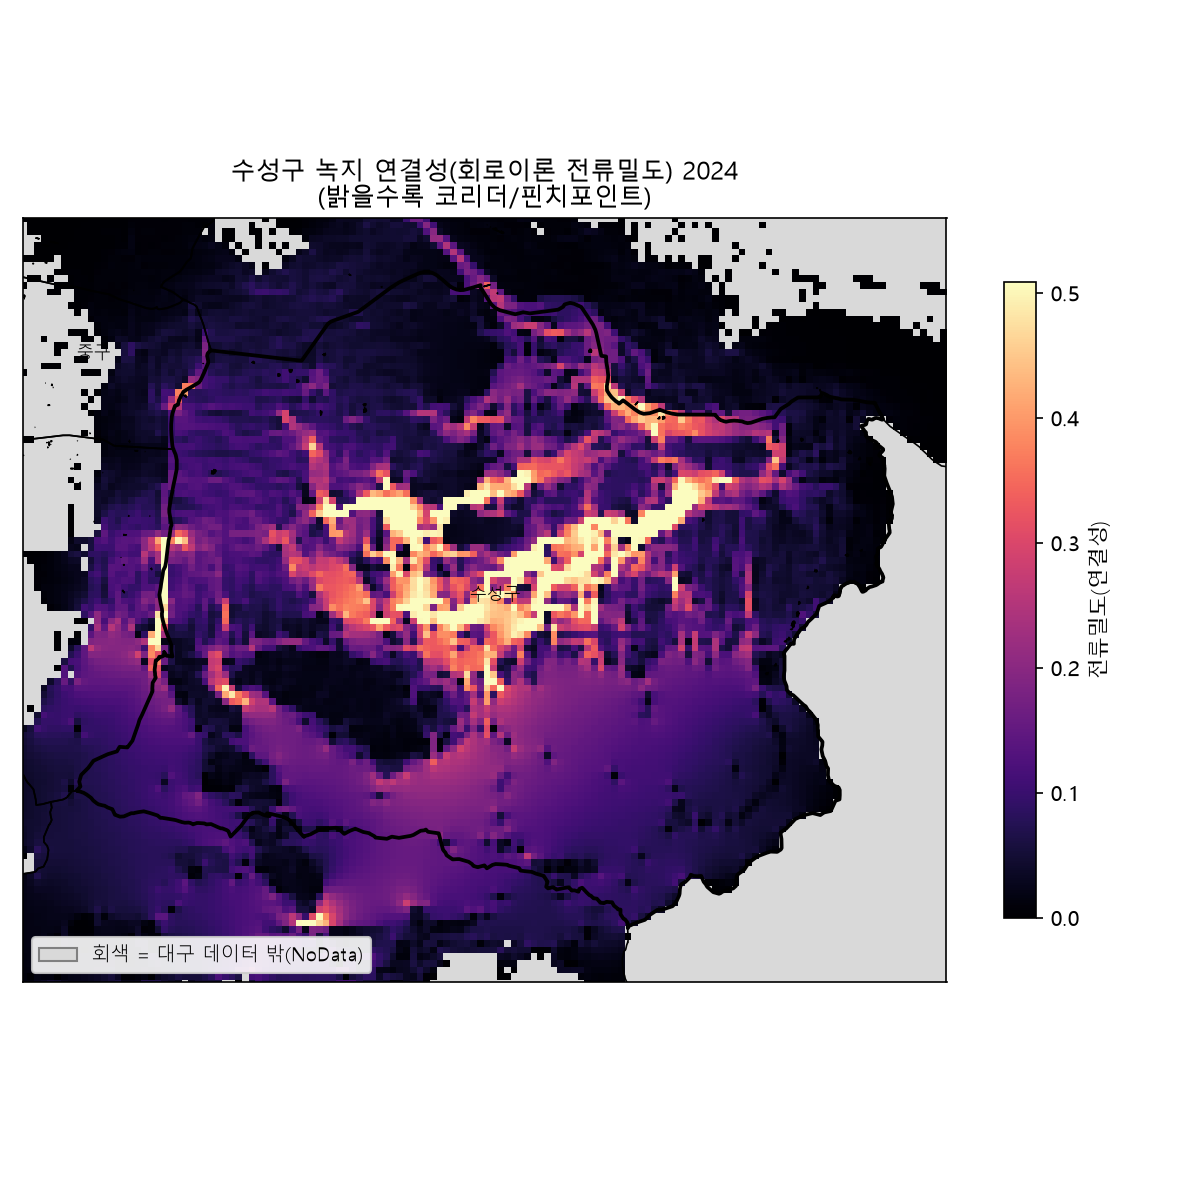 수성구 녹지 연결성(회로이론 전류밀도) 2024
(밝을수록 코리더/핀치포인트)
중구
수성구
회색 = 대구 데이터 밖(NoData)
0.5
0.4
0.3
0.2
0.1
0.0
전류밀도(연결성)